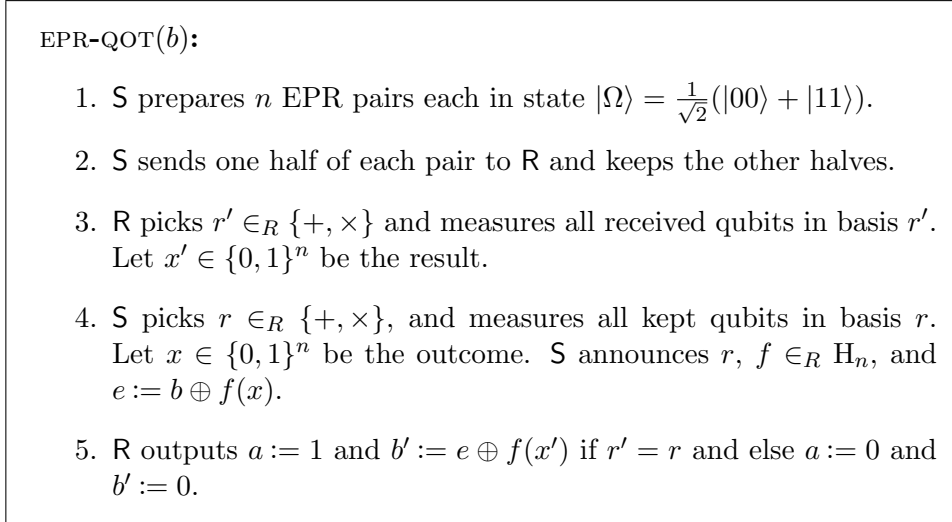 EPR-QOT(b):
1. S prepares n EPR pairs each in state |Ω⟩ = 1/√2(|00⟩ + |11⟩).
2. S sends one half of each pair to R and keeps the other halves.
3. R picks r′ ∈_R {+, ×} and measures all received qubits in basis r′.
Let x′ ∈ {0, 1}^n be the result.
4. S picks r ∈_R {+, ×}, and measures all kept qubits in basis r.
Let x ∈ {0, 1}^n be the outcome. S announces r, f ∈_R H_n, and
e := b ⊕ f(x).
5. R outputs a := 1 and b′ := e ⊕ f(x′) if r′ = r and else a := 0 and
b′ := 0.